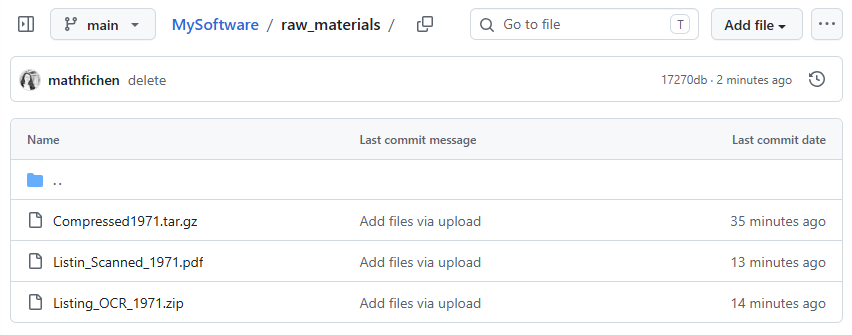 main MySoftware / raw_materials / Go to file T Add file ...
mathfichen delete 17270db · 2 minutes ago
Name Last commit message Last commit date
..
Compressed1971.tar.gz Add files via upload 35 minutes ago
Listin_Scanned_1971.pdf Add files via upload 13 minutes ago
Listing_OCR_1971.zip Add files via upload 14 minutes ago